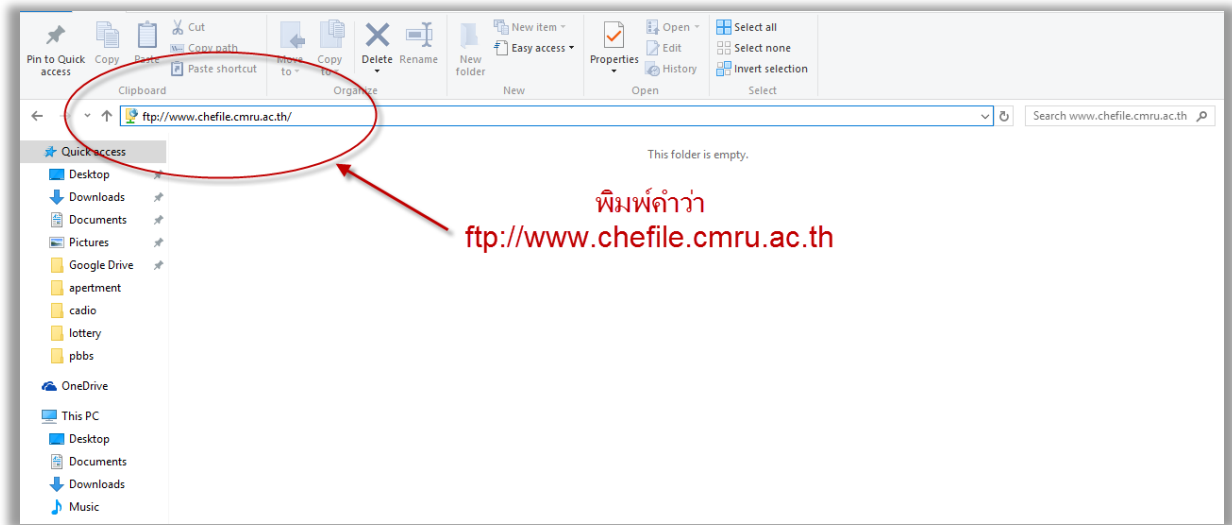 Pin to Quick access
Copy
Paste
Cut
Copy path
Paste shortcut
Clipboard
Move to
Copy to
Delete
Rename
Organize
New folder
New item
Easy access
New
Properties
Open
Edit
History
Open
Select all
Select none
Invert selection
Select
ftp://www.chefile.cmru.ac.th/
Search www.chefile.cmru.ac.th
This folder is empty.
Quick access
Desktop
Downloads
Documents
Pictures
Google Drive
apertment
cadio
lottery
pbbs
OneDrive
This PC
Desktop
Documents
Downloads
Music
พิมพ์คำว่า
ftp://www.chefile.cmru.ac.th